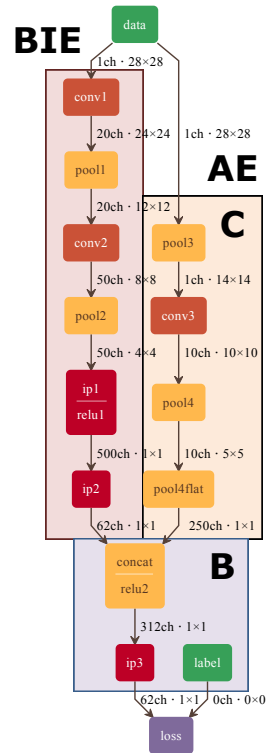 data
BIE
1ch · 28×28
1ch · 28×28
conv1
20ch · 24×24
pool1
AE
20ch · 12×12
C
conv2
pool3
50ch · 8×8
1ch · 14×14
pool2
conv3
50ch · 4×4
10ch · 10×10
ip1
relu1
pool4
500ch · 1×1
10ch · 5×5
ip2
pool4flat
62ch · 1×1
250ch · 1×1
concat
relu2
B
312ch · 1×1
ip3
label
62ch · 1×1
0ch · 0×0
loss